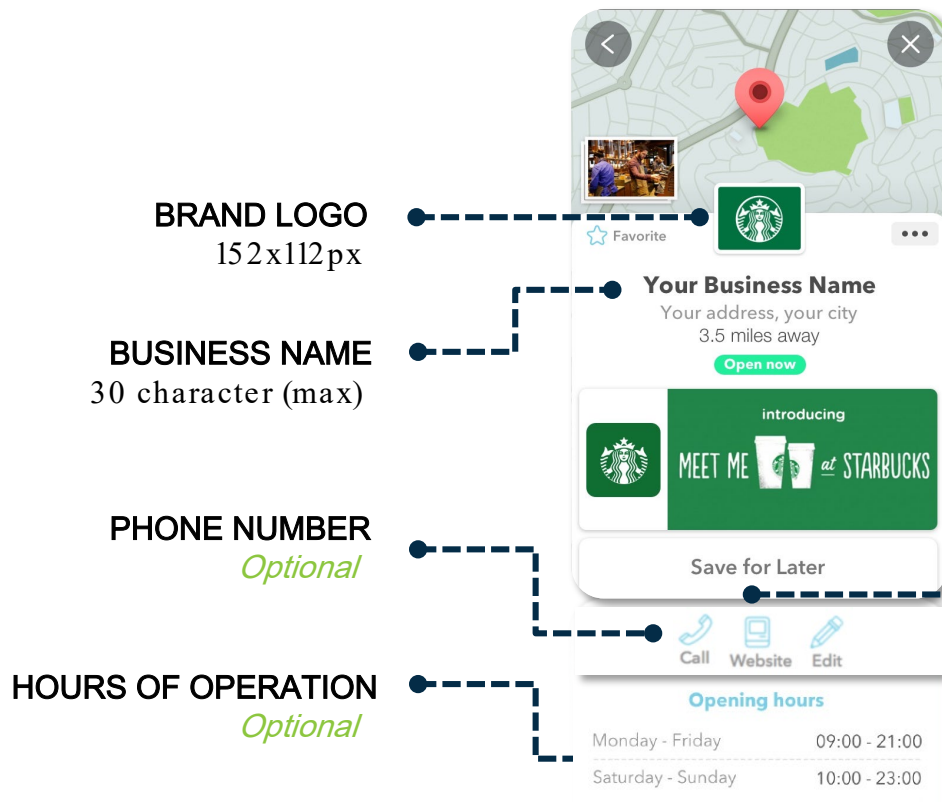 BRAND LOGO
152x112px
BUSINESS NAME
30 character (max)
PHONE NUMBER
Optional
HOURS OF OPERATION
Optional
Favorite
Your Business Name
Your address, your city
3.5 miles away
Open now
introducing
MEET ME at STARBUCKS
Save for Later
Call Website Edit
Opening hours
Monday - Friday 09:00 - 21:00
Saturday - Sunday 10:00 - 23:00